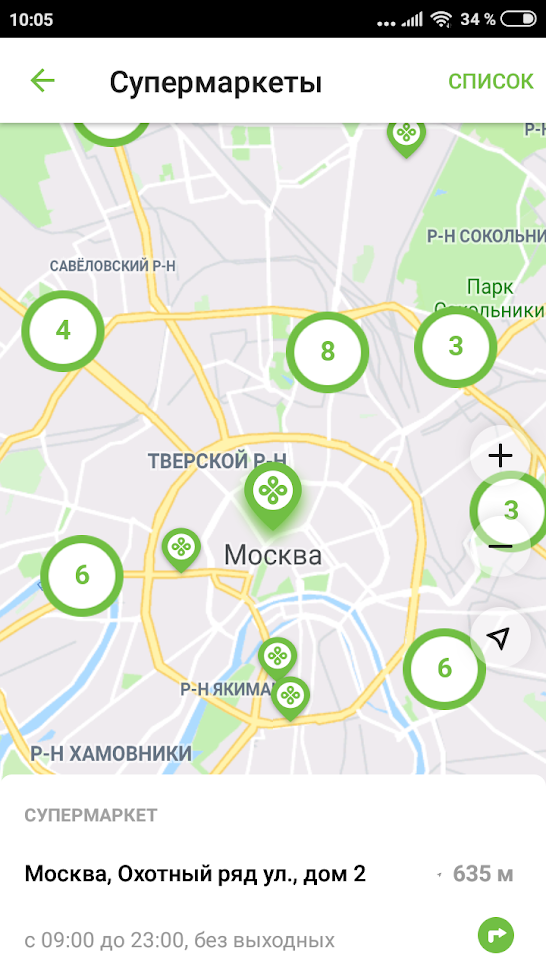 10:05
34 %
Супермаркеты
СПИСОК
Р-Н
Р-Н СОКОЛЬНИ
САВЁЛОВСКИЙ Р-Н
Парк
Сокольники
4
8
3
ТВЕРСКОЙ Р-Н
3
Москва
6
6
Р-Н ЯКИМА
Р-Н ХАМОВНИКИ
СУПЕРМАРКЕТ
Москва, Охотный ряд ул., дом 2
635 м
с 09:00 до 23:00, без выходных